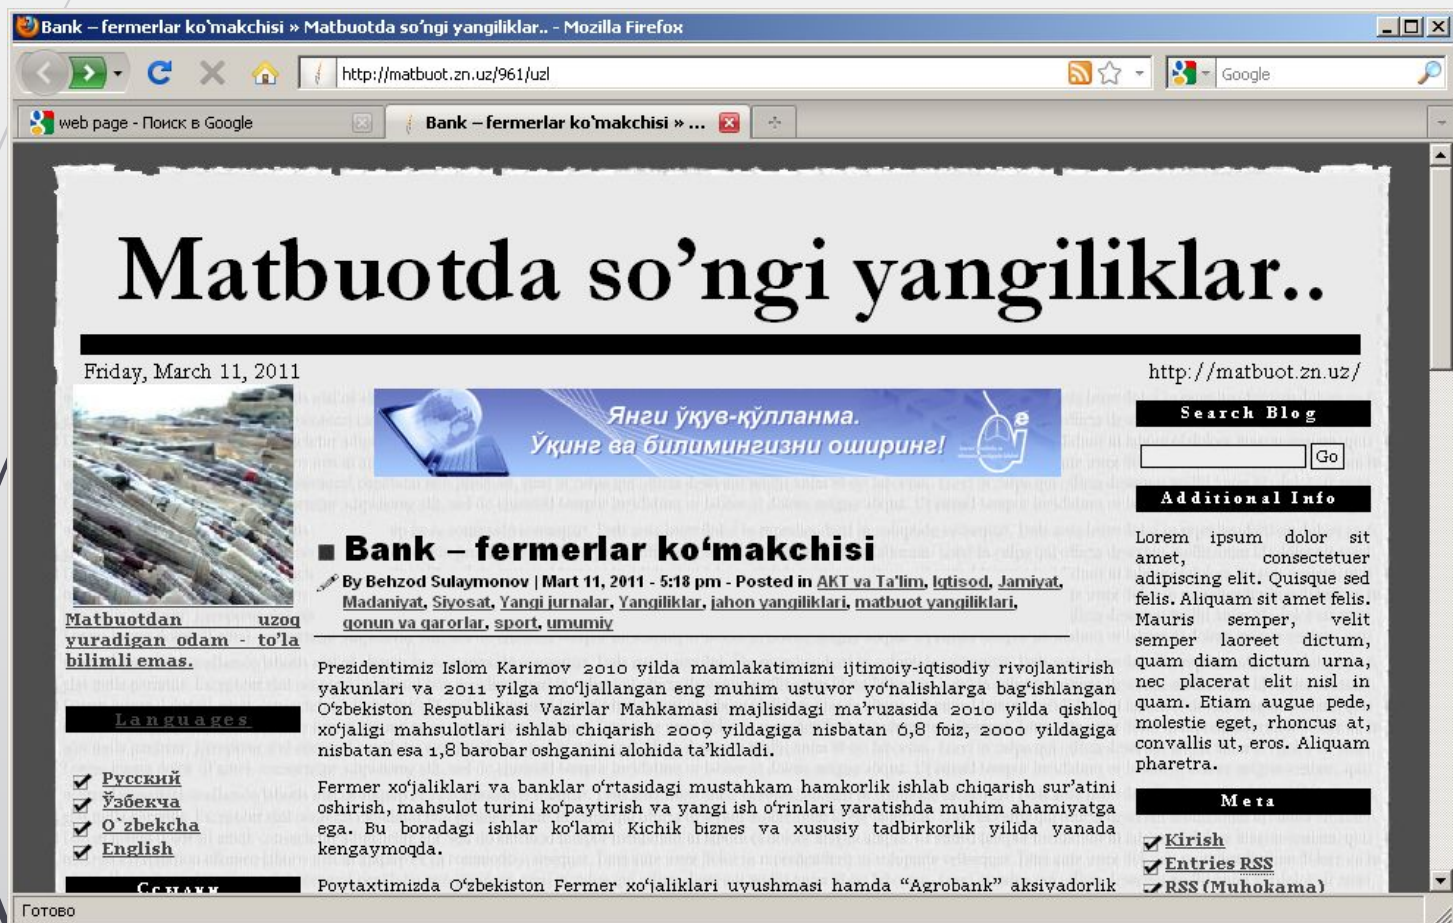 Bank – fermerlar ko‘makchisi » Matbuotda so’ngi yangiliklar.. - Mozilla Firefox
http://matbuot.zn.uz/961/uzl
Google
web page - Поиск в Google
Bank – fermerlar ko‘makchisi » ...
Matbuotda so’ngi yangiliklar..
Friday, March 11, 2011
http://matbuot.zn.uz/
Matbuotdan uzoq
yuradigan odam - to’la
bilimli emas.
Languages
Русский
Ўзбекча
O`zbekcha
English
Ссылки
Янги ўқув-қўлланма.
Ўқинг ва билимингизни оширинг!
Bank – fermerlar ko‘makchisi
By Behzod Sulaymonov | Mart 11, 2011 - 5:18 pm - Posted in AKT va Ta'lim, Iqtisod, Jamiyat,
Madaniyat, Siyosat, Yangi jurnalar, Yangiliklar, jahon yangiliklari, matbuot yangiliklari,
qonun va qarorlar, sport, umumiy
Prezidentimiz Islom Karimov 2010 yilda mamlakatimizni ijtimoiy-iqtisodiy rivojlantirish
yakunlari va 2011 yilga mo‘ljallangan eng muhim ustuvor yo‘nalishlarga bag‘ishlangan
O‘zbekiston Respublikasi Vazirlar Mahkamasi majlisidagi ma’ruzasida 2010 yilda qishloq
xo‘jaligi mahsulotlari ishlab chiqarish 2009 yildagiga nisbatan 6,8 foiz, 2000 yildagiga
nisbatan esa 1,8 barobar oshganini alohida ta’kidladi.
Fermer xo‘jaliklari va banklar o‘rtasidagi mustahkam hamkorlik ishlab chiqarish sur’atini
oshirish, mahsulot turini ko‘paytirish va yangi ish o‘rinlari yaratishda muhim ahamiyatga
ega. Bu boradagi ishlar ko‘lami Kichik biznes va xususiy tadbirkorlik yilida yanada
kengaymoqda.
Poytaxtimizda O‘zbekiston Fermer xo‘jaliklari uyushmasi hamda “Agrobank” aksiyadorlik
Search Blog
Go
Additional Info
Lorem ipsum dolor sit
amet, consectetuer
adipiscing elit. Quisque sed
felis. Aliquam sit amet felis.
Mauris semper, velit
semper laoreet dictum,
quam diam dictum urna,
nec placerat elit nisl in
quam. Etiam augue pede,
molestie eget, rhoncus at,
convallis ut, eros. Aliquam
pharetra.
Meta
Kirish
Entries RSS
RSS (Muhokama)
Готово